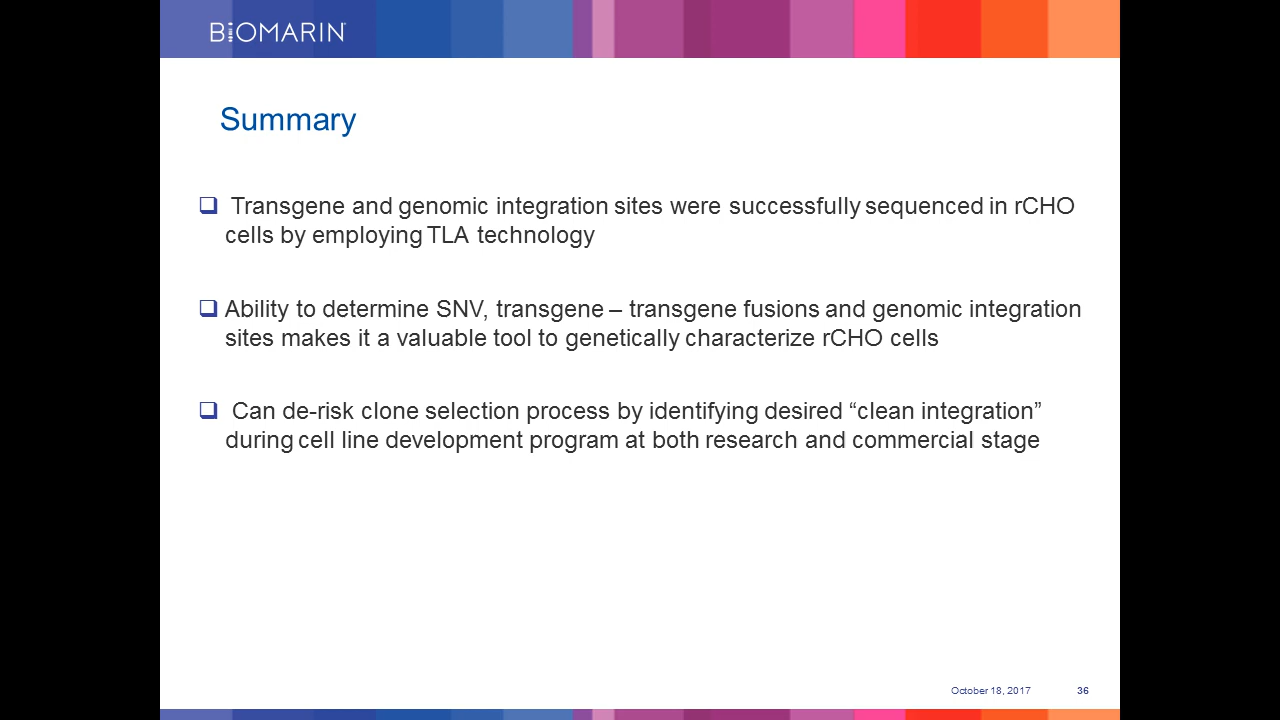 BIOMARIN
Summary
Transgene and genomic integration sites were successfully sequenced in rCHO
cells by employing TLA technology
Ability to determine SNV, transgene – transgene fusions and genomic integration
sites makes it a valuable tool to genetically characterize rCHO cells
Can de-risk clone selection process by identifying desired “clean integration”
during cell line development program at both research and commercial stage
October 18, 2017 36